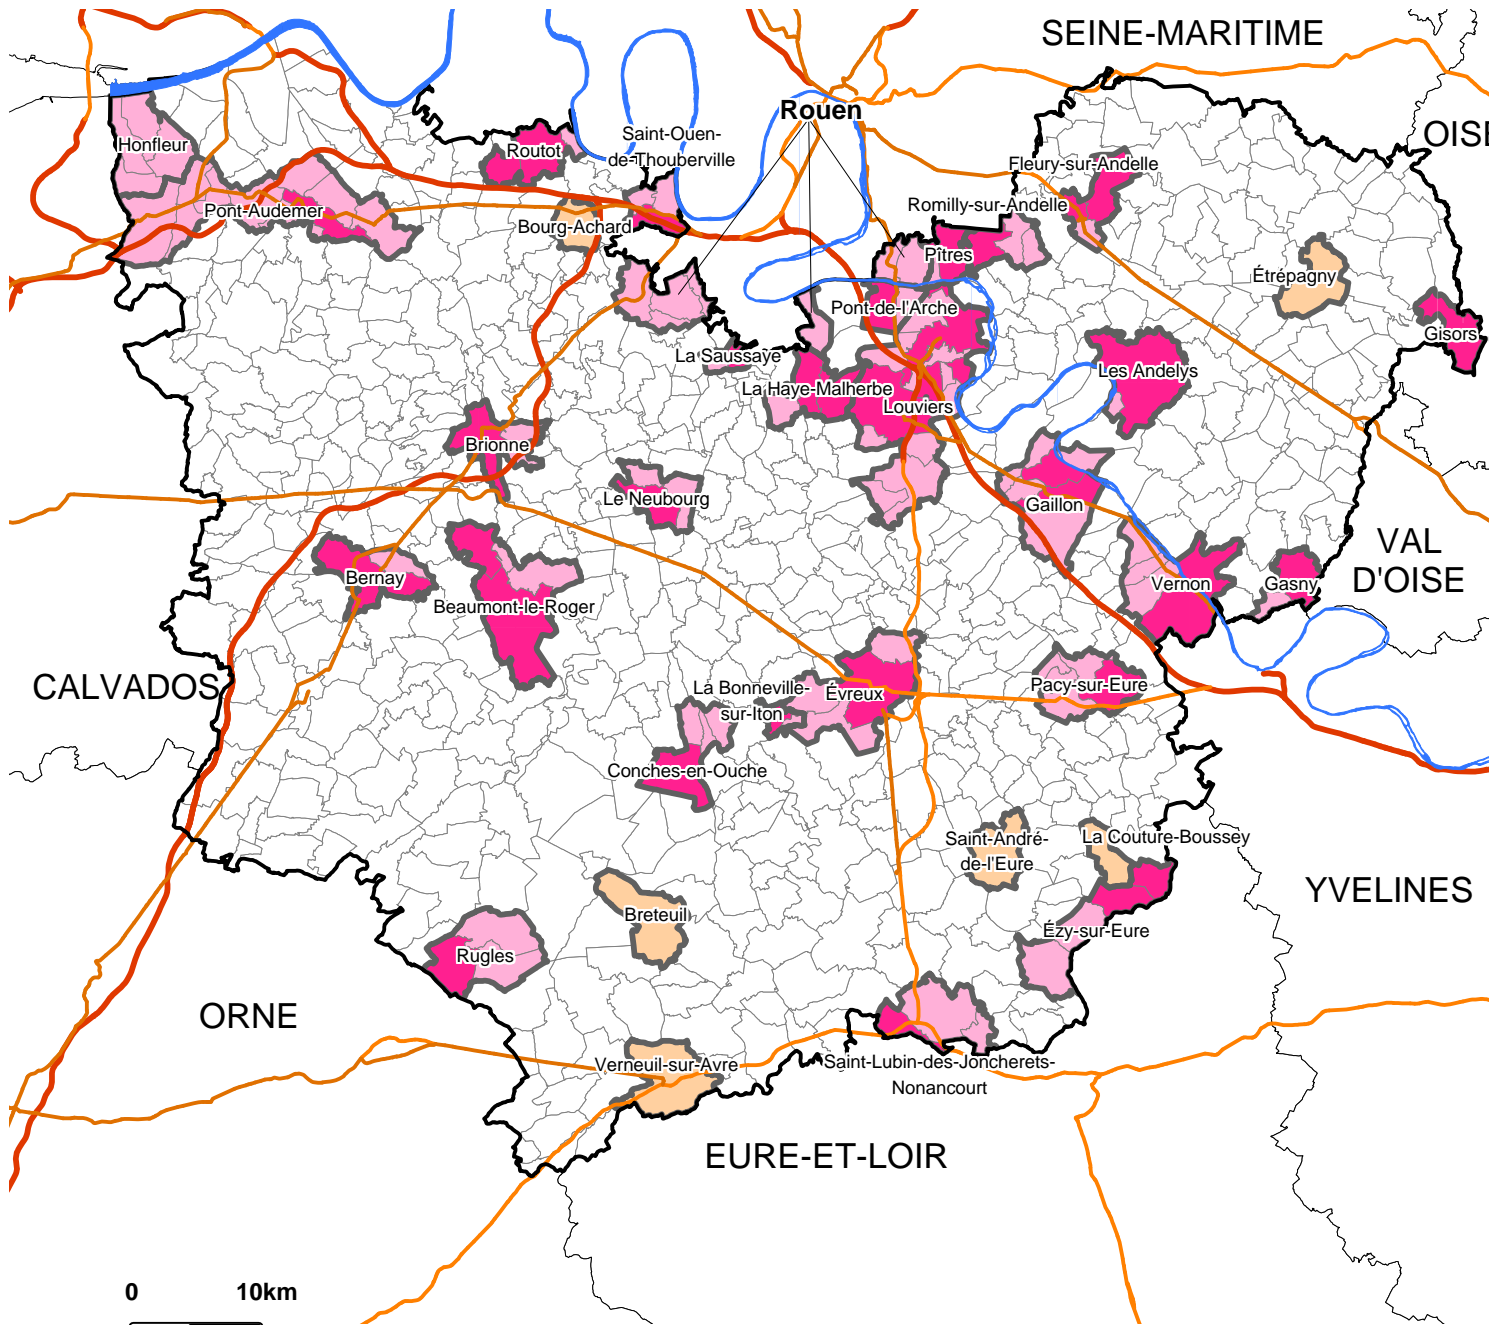 SEINE-MARITIME
Rouen
OISE
Honfleur
Routot
Saint-Ouen-
de-Thouberville
Fleury-sur-Andelle
Romilly-sur-Andelle
Pont-Audemer
Bourg-Achard
Pîtres
Étrépagny
Pont-de-l'Arche
Gisors
La Saussaye
Les Andelys
La Haye-Malherbe
Louviers
Brionne
Le Neubourg
Gaillon
VAL
D'OISE
Bernay
Beaumont-le-Roger
Vernon
Gasny
CALVADOS
La Bonneville-
sur-Iton
Évreux
Pacy-sur-Eure
Conches-en-Ouche
Saint-André-
de-l'Eure
La Couture-Boussey
YVELINES
Breteuil
Ézy-sur-Eure
Rugles
ORNE
Verneuil-sur-Avre
Saint-Lubin-des-Joncherets-
Nonancourt
EURE-ET-LOIR
0 10km